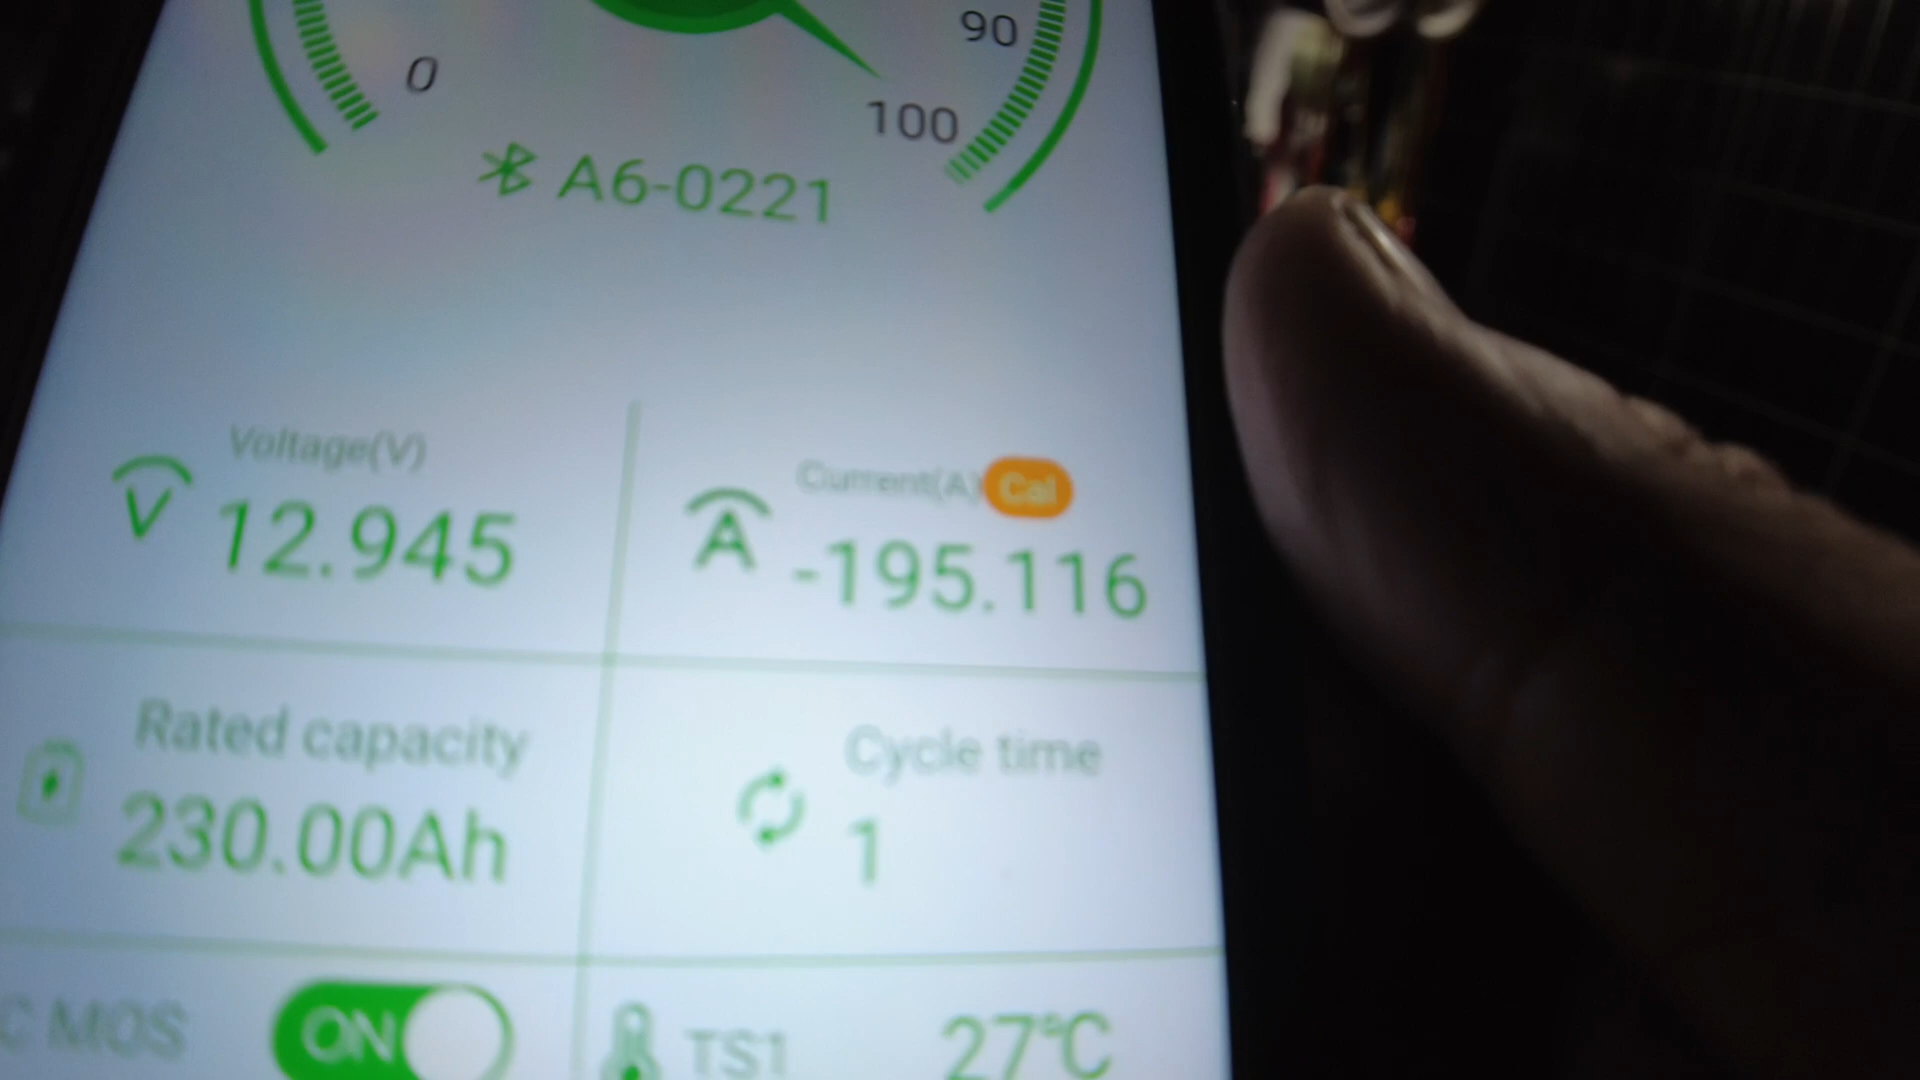 90
0
100
A6-0221
Voltage(V)
V 12.945
Current(A) Cal
A -195.116
Rated capacity
230.00Ah
Cycle time
1
C MOS ON
TS1 27°C